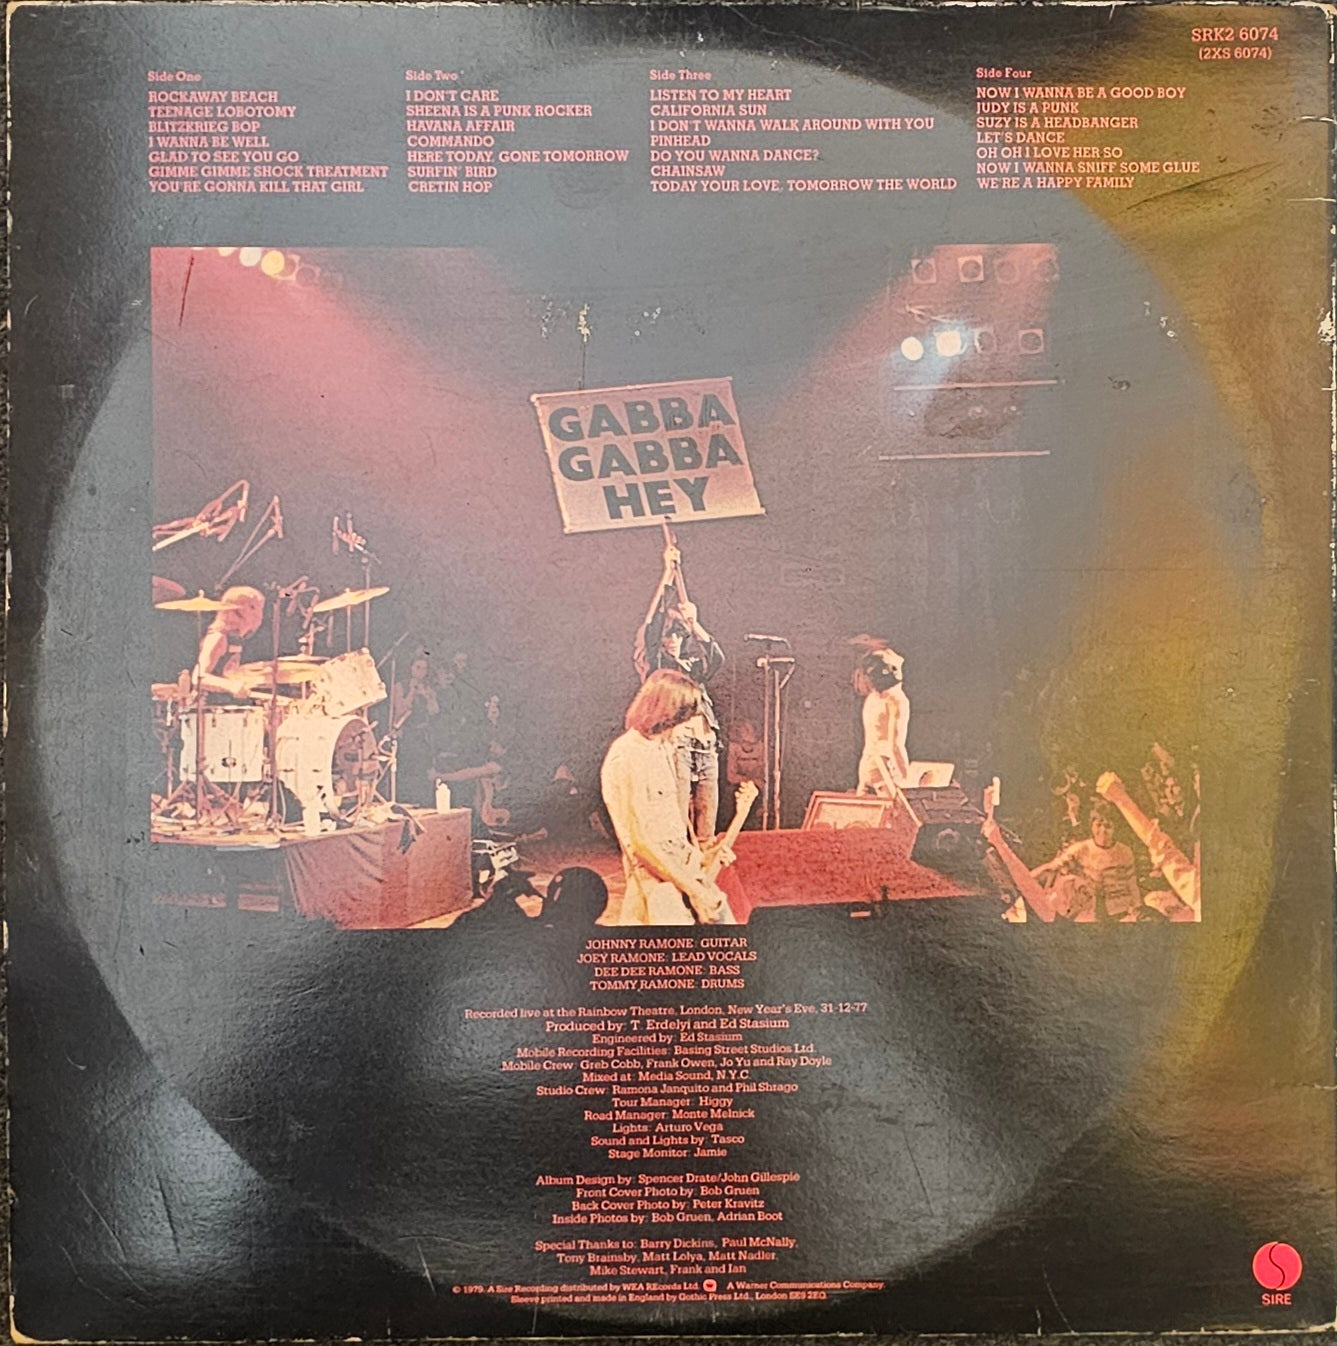 SRK2 6074
(2XS 6074)
Side One
ROCKAWAY BEACH
TEENAGE LOBOTOMY
BLITZKRIEG BOP
I WANNA BE WELL
GLAD TO SEE YOU GO
GIMME GIMME SHOCK TREATMENT
YOU'RE GONNA KILL THAT GIRL
Side Two
I DON'T CARE
SHEENA IS A PUNK ROCKER
HAVANA AFFAIR
COMMANDO
HERE TODAY, GONE TOMORROW
SURFIN' BIRD
CRETIN HOP
Side Three
LISTEN TO MY HEART
CALIFORNIA SUN
I DON'T WANNA WALK AROUND WITH YOU
PINHEAD
DO YOU WANNA DANCE?
CHAINSAW
TODAY YOUR LOVE, TOMORROW THE WORLD
Side Four
NOW I WANNA BE A GOOD BOY
JUDY IS A PUNK
SUZY IS A HEADBANGER
LET'S DANCE
OH OH I LOVE HER SO
NOW I WANNA SNIFF SOME GLUE
WE'RE A HAPPY FAMILY
GABBA
GABBA
HEY
JOHNNY RAMONE: GUITAR
JOEY RAMONE: LEAD VOCALS
DEE DEE RAMONE: BASS
TOMMY RAMONE: DRUMS
Recorded live at the Rainbow Theatre, London, New Year's Eve, 31-12-77
Produced by: T. Erdelyi and Ed Stasium
Engineered by: Ed Stasium
Mobile Recording Facilities: Basing Street Studios Ltd.
Mobile Crew: Greb Cobb, Frank Owen, Jo Yu and Ray Doyle
Mixed at: Media Sound, N.Y.C.
Studio Crew: Ramona Janquito and Phil Shrago
Tour Manager: Higgy
Road Manager: Monte Melnick
Lights: Arturo Vega
Sound and Lights by: Tasco
Stage Monitor: Jamie
Album Design by: Spencer Drate/John Gillespie
Front Cover Photo by: Bob Gruen
Back Cover Photo by: Peter Kravitz
Inside Photos by: Bob Gruen, Adrian Boot
Special Thanks to: Barry Dickins, Paul McNally,
Tony Brainsby, Matt Lolya, Matt Nadler,
Mike Stewart, Frank and Ian
© 1979. A Sire Recording distributed by WEA REcords Ltd. A Warner Communications Company.
Sleeve printed and made in England by Gothic Press Ltd., London SE9 2EQ.
SIRE